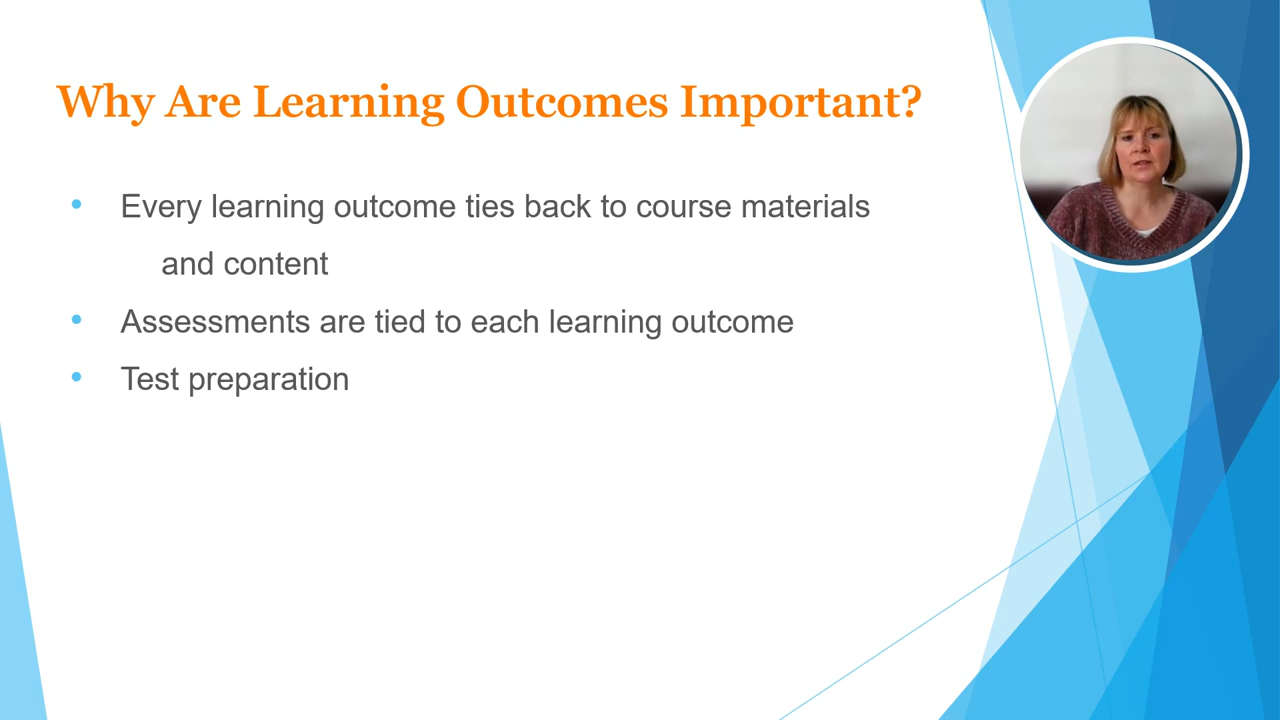 Why Are Learning Outcomes Important?
• Every learning outcome ties back to course materials
and content
• Assessments are tied to each learning outcome
• Test preparation